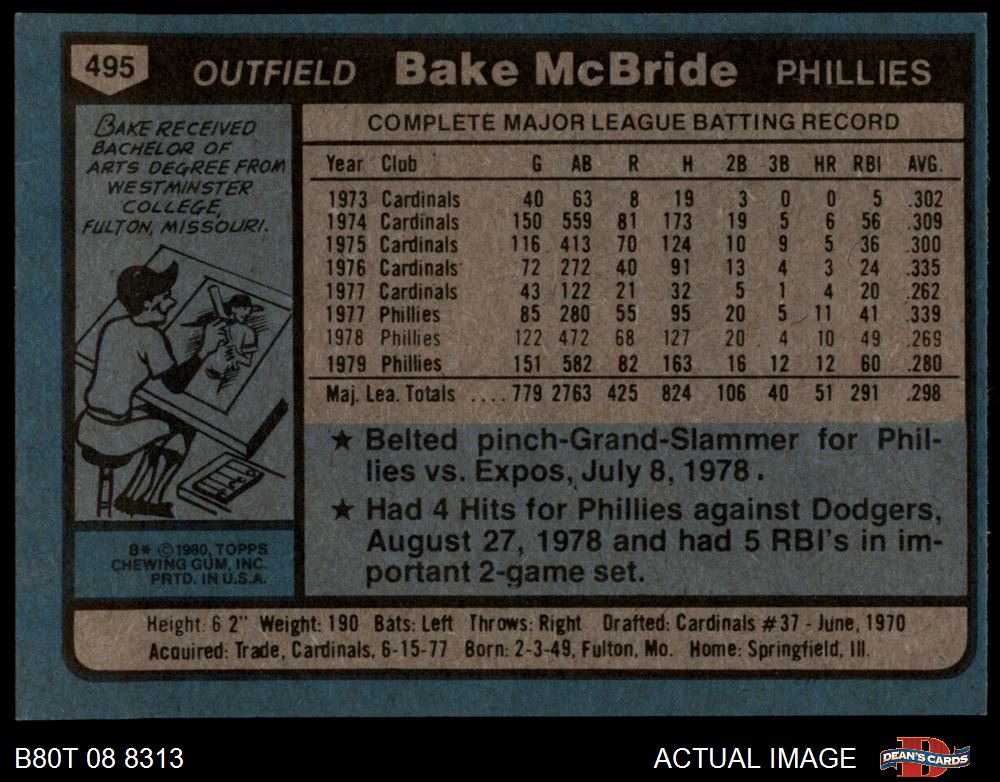 495 OUTFIELD Bake McBride PHILLIES
BAKE RECEIVED
BACHELOR OF
ARTS DEGREE FROM
WESTMINSTER
COLLEGE,
FULTON, MISSOURI.
8* ©1980, TOPPS
CHEWING GUM, INC.
PRTD. IN U.S.A.
COMPLETE MAJOR LEAGUE BATTING RECORD
Year Club G AB R H 2B 3B HR RBI AVG.
1973 Cardinals 40 63 8 19 3 0 0 5 .302
1974 Cardinals 150 559 81 173 19 5 6 56 .309
1975 Cardinals 116 413 70 124 10 9 5 36 .300
1976 Cardinals 72 272 40 91 13 4 3 24 .335
1977 Cardinals 43 122 21 32 5 1 4 20 .262
1977 Phillies 85 280 55 95 20 5 11 41 .339
1978 Phillies 122 472 68 127 20 4 10 49 .269
1979 Phillies 151 582 82 163 16 12 12 60 .280
Maj. Lea. Totals .... 779 2763 425 824 106 40 51 291 .298
★ Belted pinch-Grand-Slammer for Phil-
lies vs. Expos, July 8, 1978.
★ Had 4 Hits for Phillies against Dodgers,
August 27, 1978 and had 5 RBI's in im-
portant 2-game set.
Height: 6 2" Weight: 190 Bats: Left Throws: Right Drafted: Cardinals #37 - June, 1970
Acquired: Trade, Cardinals, 6-15-77 Born: 2-3-49, Fulton, Mo. Home: Springfield, Ill.
B80T 08 8313
ACTUAL IMAGE
DEAN'S CARDS